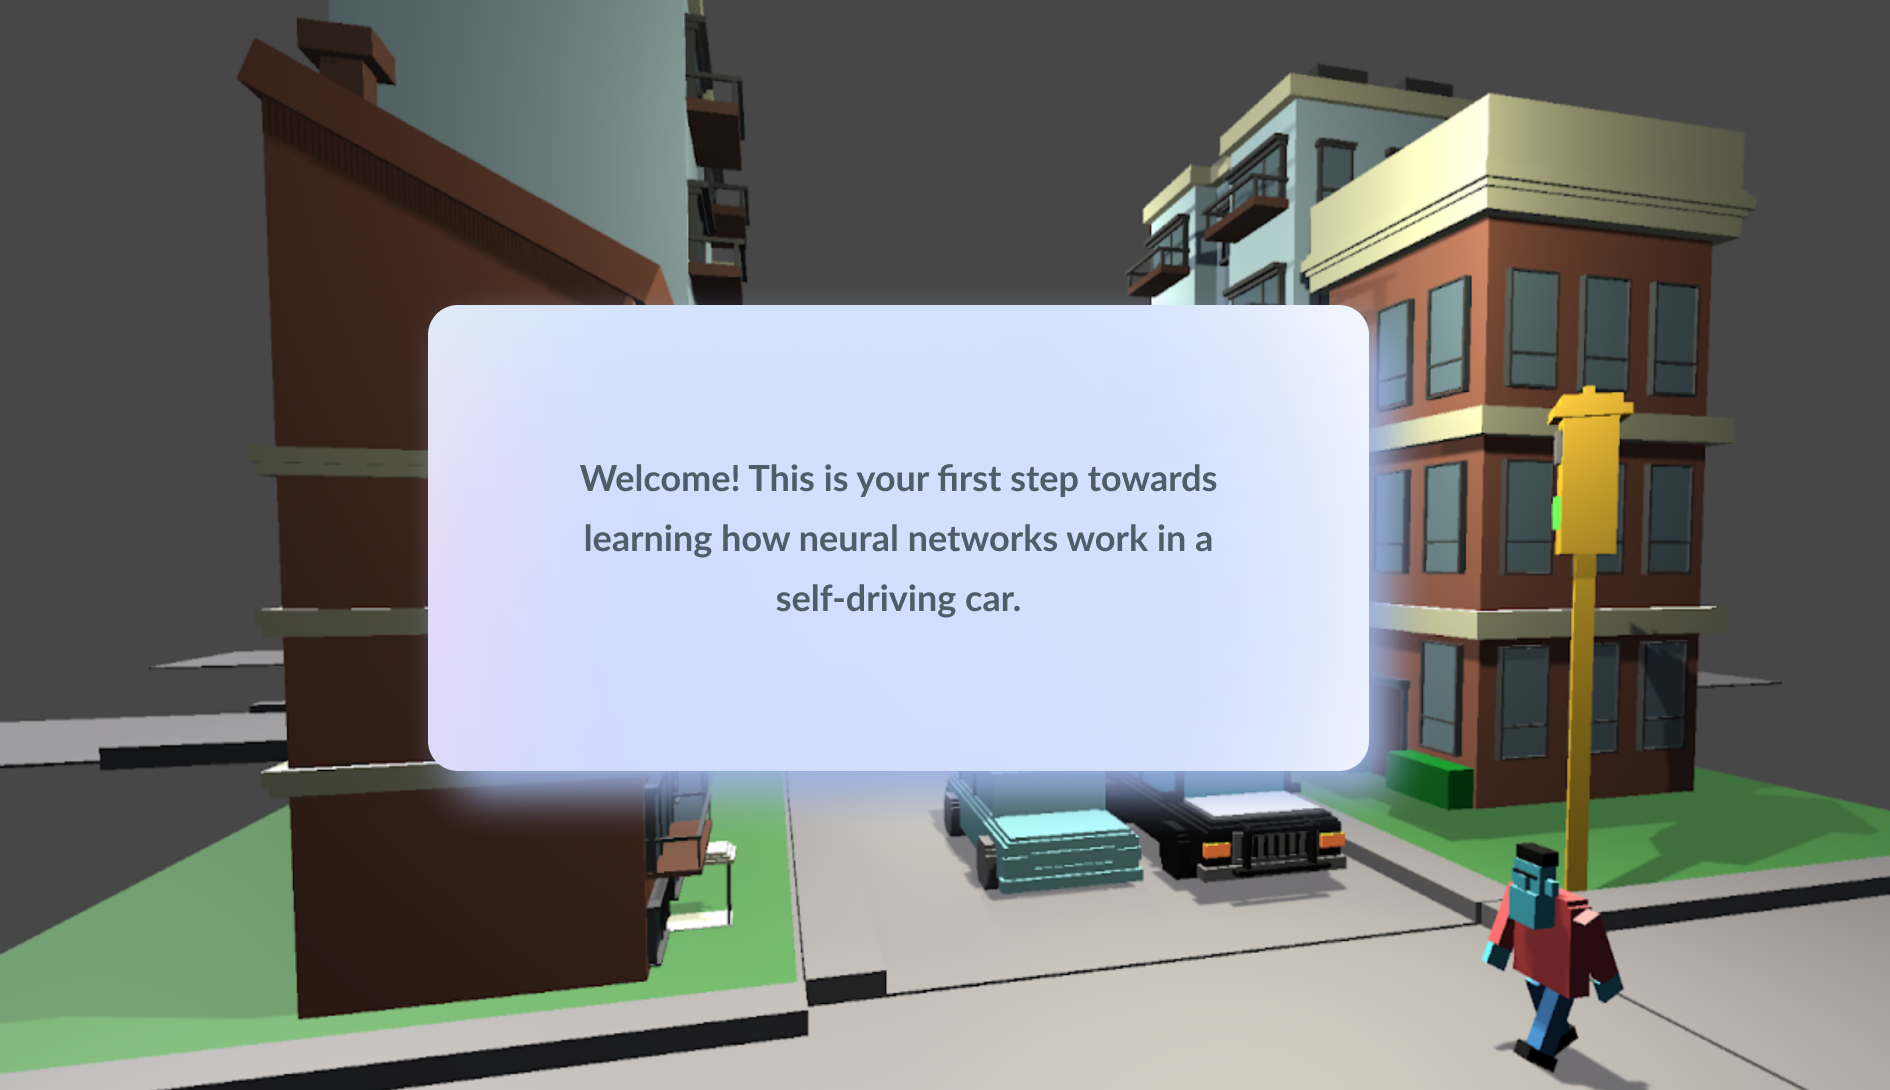 Welcome! This is your first step towards
learning how neural networks work in a
self-driving car.